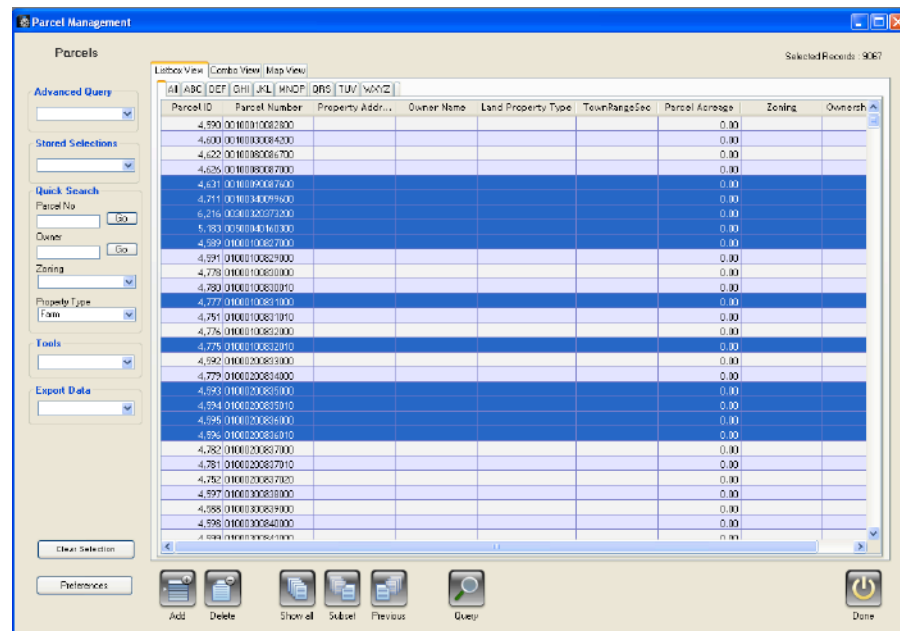 Parcel Management
Parcels
Selected Records : 9067
Advanced Query
Stored Selections
Quick Search
Parcel No
Go
Owner
Go
Zoning
Property Type
Farm
Tools
Export Data
Clear Selection
Preferences
Listbox View Combo View Map View
All ABC DEF GHI JKL MNOP QRS TUV WXYZ
Parcel ID Parcel Number Property Addr... Owner Name Land Property Type TownRangeSec Parcel Acreage Zoning Ownersh
4,590 00100010082800 0.00
4,600 00100030084200 0.00
4,622 00100080086700 0.00
4,626 00100080087000 0.00
4,631 00100090087600 0.00
4,711 00100340099600 0.00
6,216 00300320373200 0.00
5,183 00500040160300 0.00
4,589 01000100827000 0.00
4,591 01000100829000 0.00
4,778 01000100830000 0.00
4,780 01000100830010 0.00
4,777 01000100831000 0.00
4,751 01000100831010 0.00
4,776 01000100832000 0.00
4,775 01000100832010 0.00
4,592 01000200833000 0.00
4,779 01000200834000 0.00
4,593 01000200835000 0.00
4,594 01000200835010 0.00
4,595 01000200836000 0.00
4,596 01000200836010 0.00
4,782 01000200837000 0.00
4,781 01000200837010 0.00
4,752 01000200837020 0.00
4,597 01000300838000 0.00
4,588 01000300839000 0.00
4,598 01000300840000 0.00
4,599 01000300841000 0.00
Add Delete Show all Subset Previous Query Done